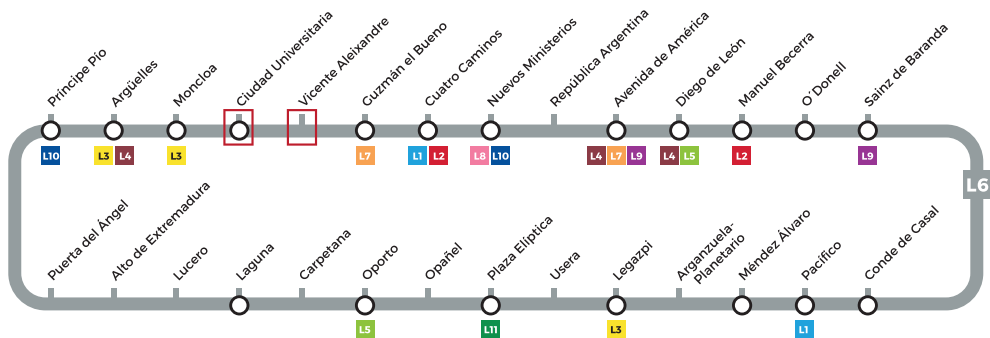 Principe Pío
Argüelles
Moncloa
Ciudad Universitaria
Vicente Aleixandre
Guzmán el Bueno
Cuatro Caminos
Nuevos Ministerios
República Argentina
Avenida de América
Diego de León
Manuel Becerra
O´Donell
Sainz de Baranda
L10
L3 L4
L3
L7
L1 L2
L8 L10
L4 L7 L9
L4 L5
L2
L9
L6
Puerta del Ángel
Alto de Extremadura
Lucero
Laguna
Carpetana
Oporto
Opañel
Plaza Elíptica
Usera
Legazpi
Arganzuela-
Planetario
Méndez Álvaro
Pacífico
Conde de Casal
L5
L11
L3
L1